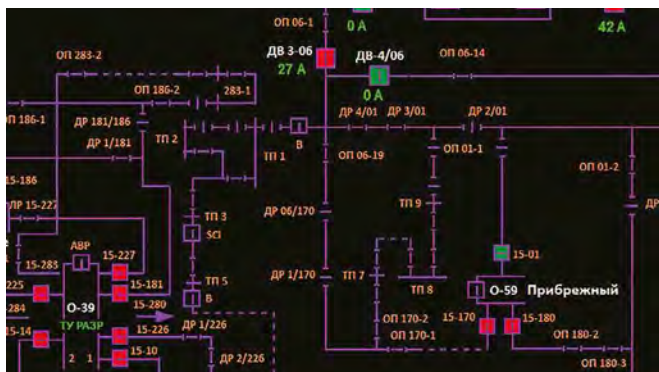 ОП 06-1
0 А
42 А
ДВ 3-06
ДВ-4/06
ОП 06-14
ОП 283-2
27 А
0 А
ОП 186-2
283-1
ОП 186-1
ДР 181/186
ДР 4/01
ДР 3/01
ДР 2/01
ДР 1/181
ТП 2
В
ОП 01-1
ТП 1
ОП 06-19
ОП 01-2
15-186
ДР 15-227
ТП 3
ДР 06/170
ТП 9
ДР
АВР
SCI
15-283
15-227
15-01
225
15-181
ТП 5
ДР 1/170
ТП 7
ТП 8
О-59
Прибрежный
О-39
15-280
В
284
ТУ РАЗР
15-14
15-226
ДР 1/226
ОП 170-2
15-170
15-180
ОП 170-1
ОП 180-2
2
1
15-10
ДР 2/226
ОП 180-3